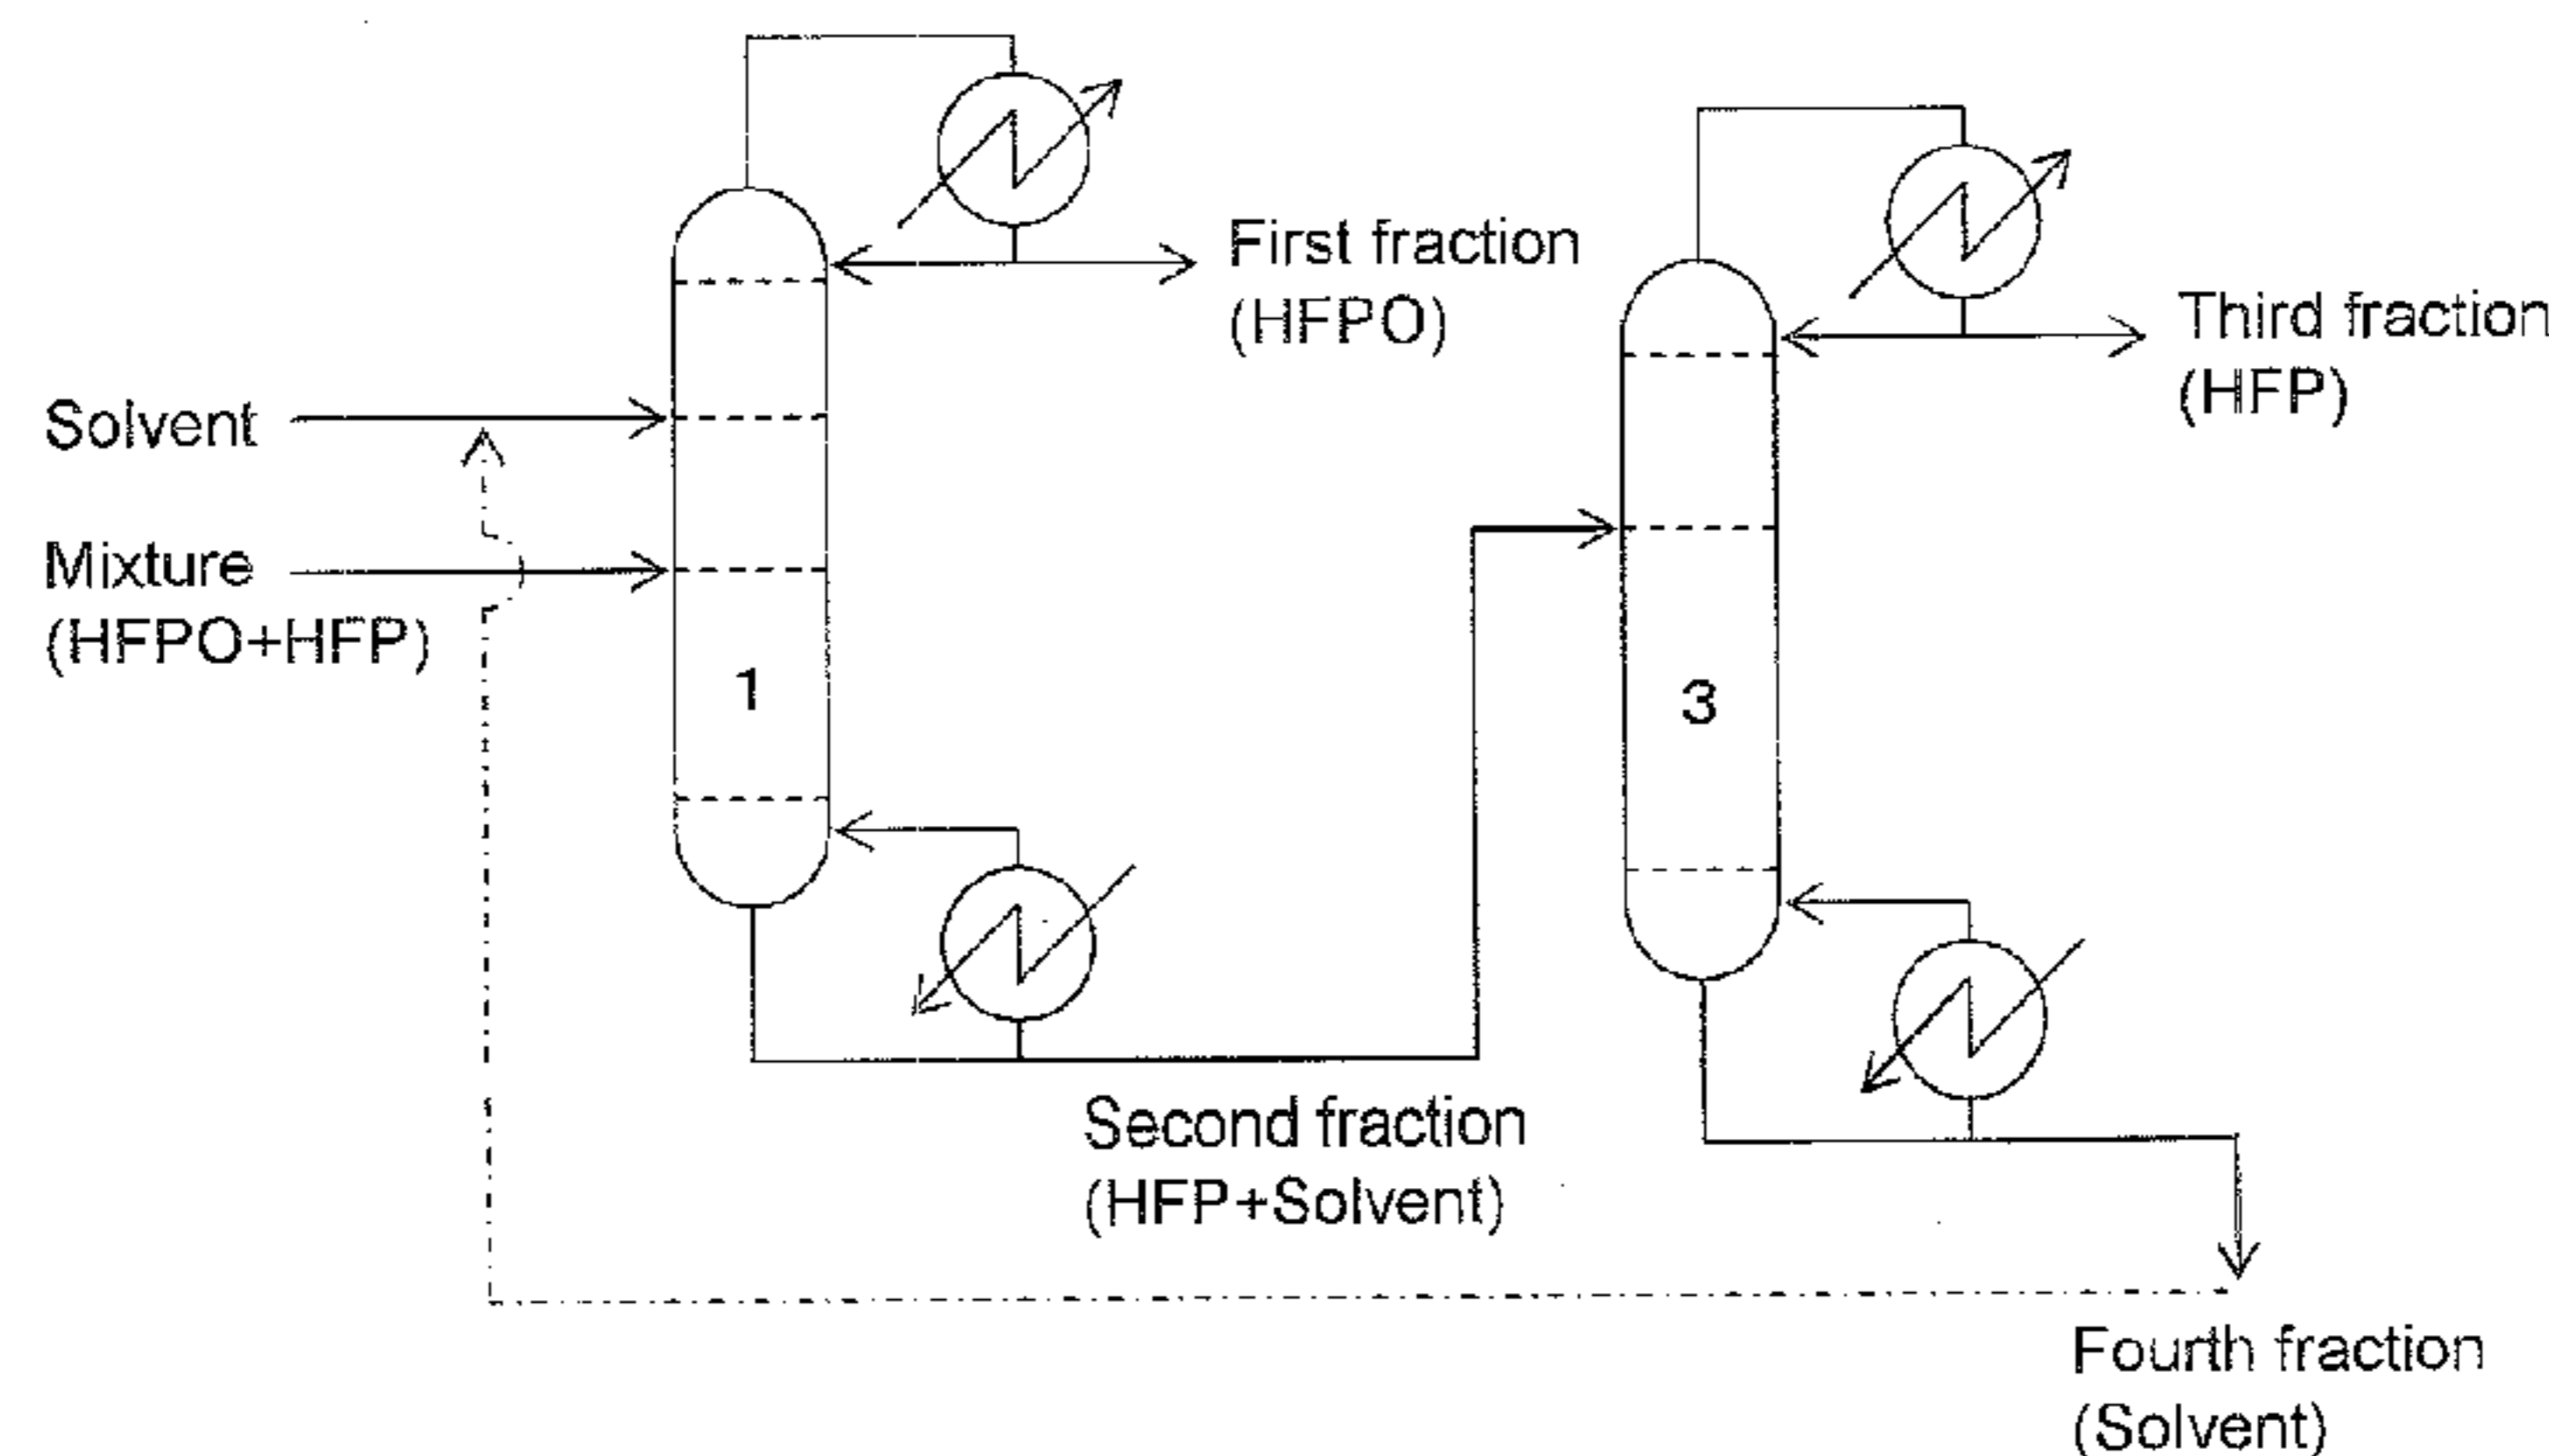 First fraction
(HFPO)
Third fraction
(HFP)
Solvent
Mixture
(HFPO+HFP)
1
3
Second fraction
(HFP+Solvent)
Fourth fraction
(Solvent)